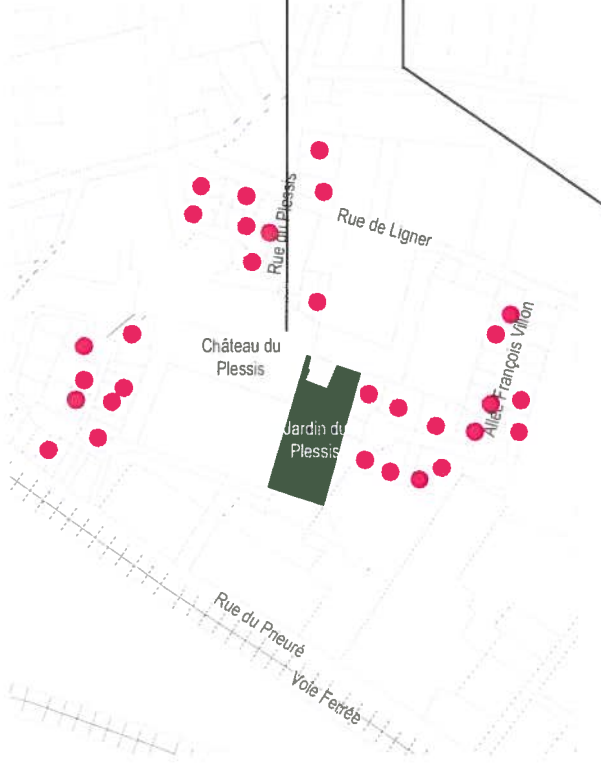 Rue du Plessis
Rue de Ligner
Château du
Plessis
Allée François Villon
Jardin du
Plessis
Rue du Pneuré
Voie Ferrée